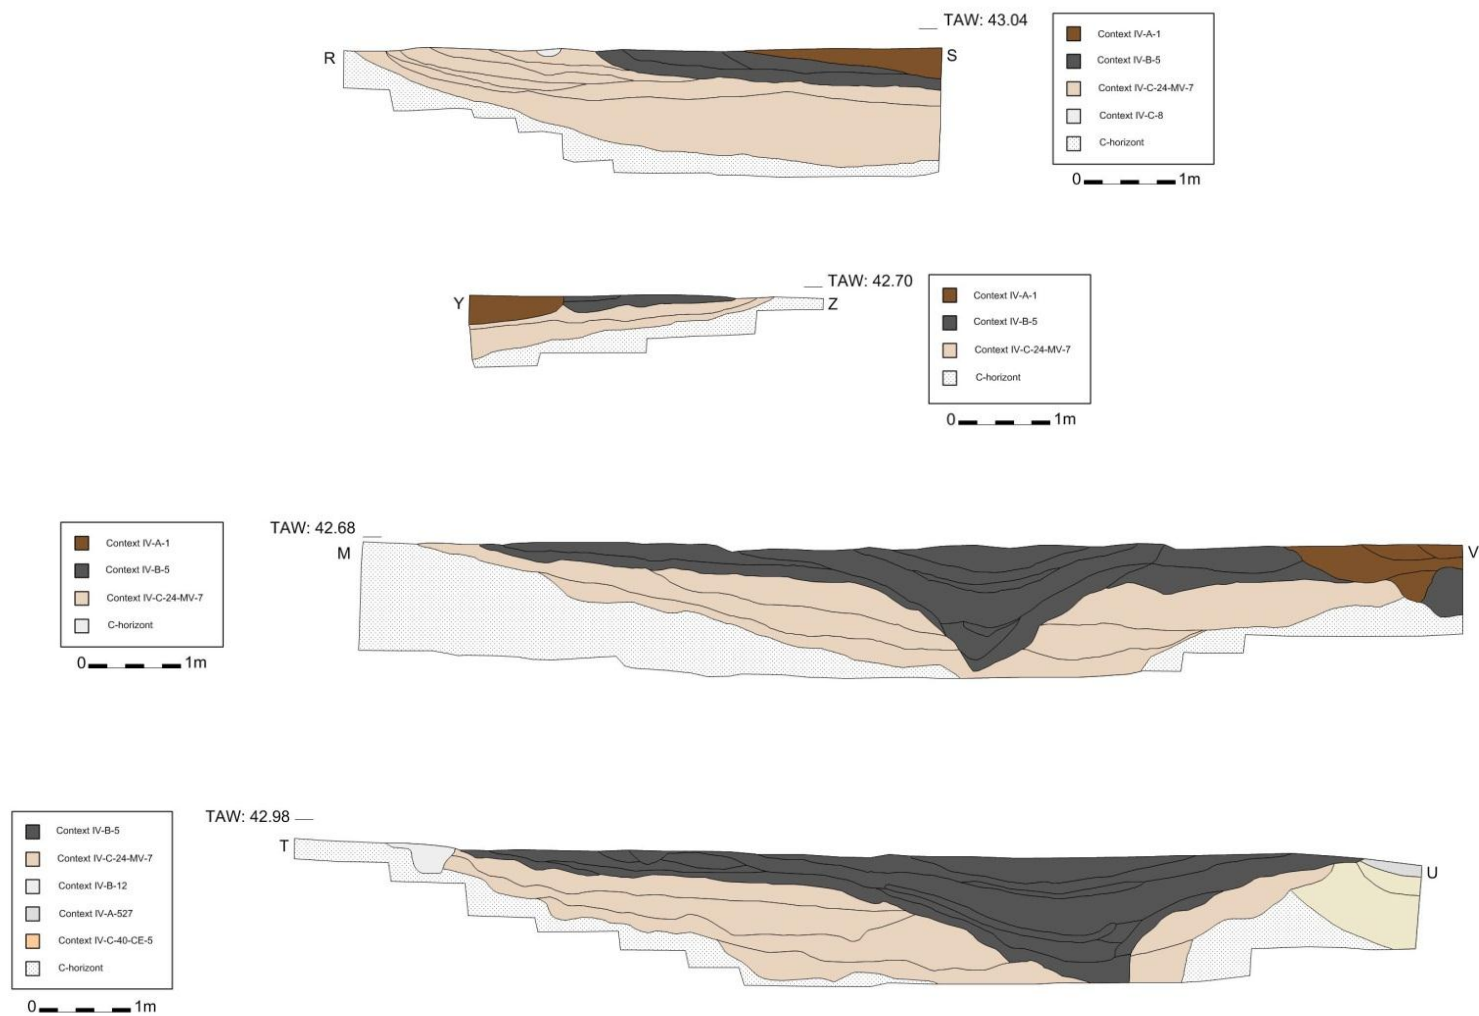 TAW: 43.04
R
S
Context IV-A-1
Context IV-B-5
Context IV-C-24-MV-7
Context IV-C-8
C-horizont
0 1m
TAW: 42.70
Y
Z
Context IV-A-1
Context IV-B-5
Context IV-C-24-MV-7
C-horizont
0 1m
TAW: 42.68
M
V
Context IV-A-1
Context IV-B-5
Context IV-C-24-MV-7
C-horizont
0 1m
TAW: 42.98
T
U
Context IV-B-5
Context IV-C-24-MV-7
Context IV-B-12
Context IV-A-527
Context IV-C-40-CE-5
C-horizont
0 1m